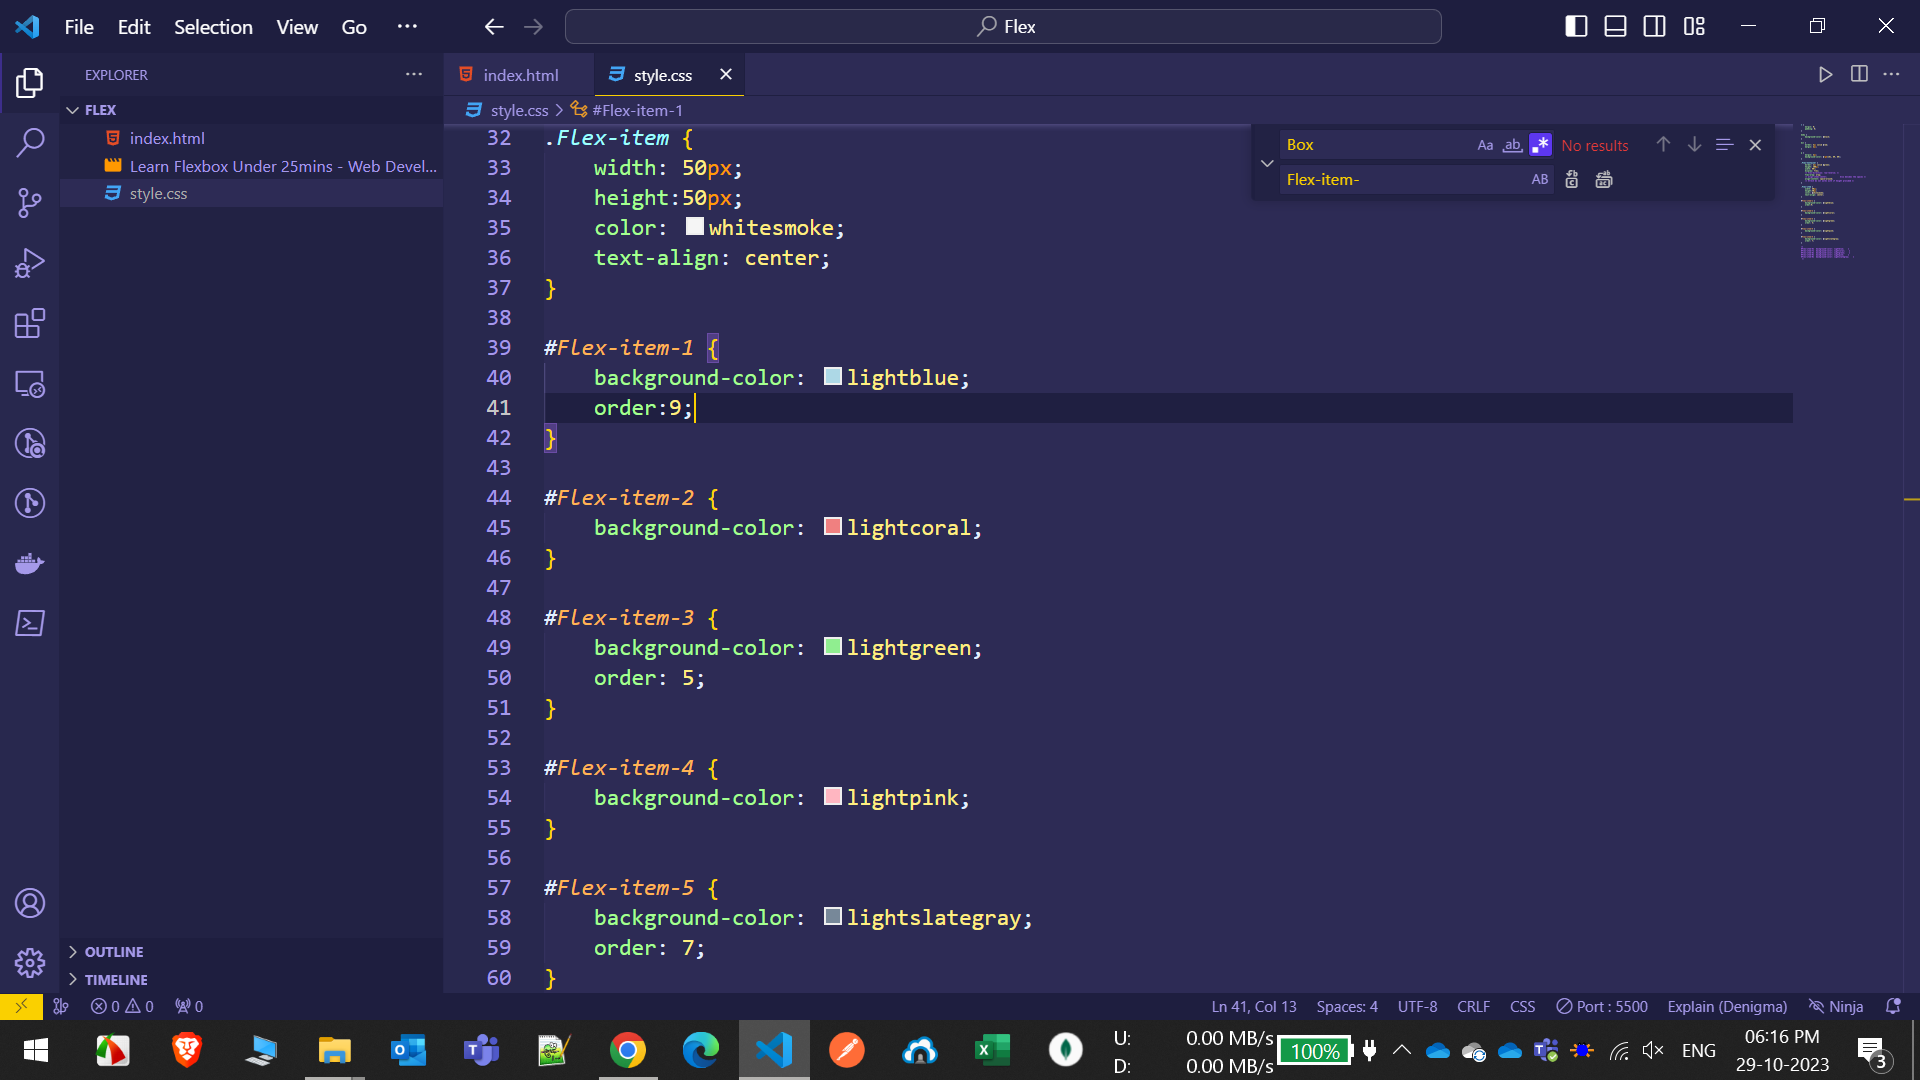 File Edit Selection View Go ···
Flex
EXPLORER
FLEX
index.html
Learn Flexbox Under 25mins - Web Devel...
style.css
OUTLINE
TIMELINE
index.html
style.css
style.css > #Flex-item-1
Box
Aa
ab
No results
Flex-item-
AB
32 .Flex-item {
33 width: 50px;
34 height:50px;
35 color: whitesmoke;
36 text-align: center;
37 }
38
39 #Flex-item-1 {
40 background-color: lightblue;
41 order:9;
42 }
43
44 #Flex-item-2 {
45 background-color: lightcoral;
46 }
47
48 #Flex-item-3 {
49 background-color: lightgreen;
50 order: 5;
51 }
52
53 #Flex-item-4 {
54 background-color: lightpink;
55 }
56
57 #Flex-item-5 {
58 background-color: lightslategray;
59 order: 7;
60 }
0 0 0
Ln 41, Col 13 Spaces: 4 UTF-8 CRLF CSS Port : 5500 Explain (Denigma) Ninja
U: 0.00 MB/s
D: 0.00 MB/s
100%
ENG
06:16 PM
29-10-2023
3